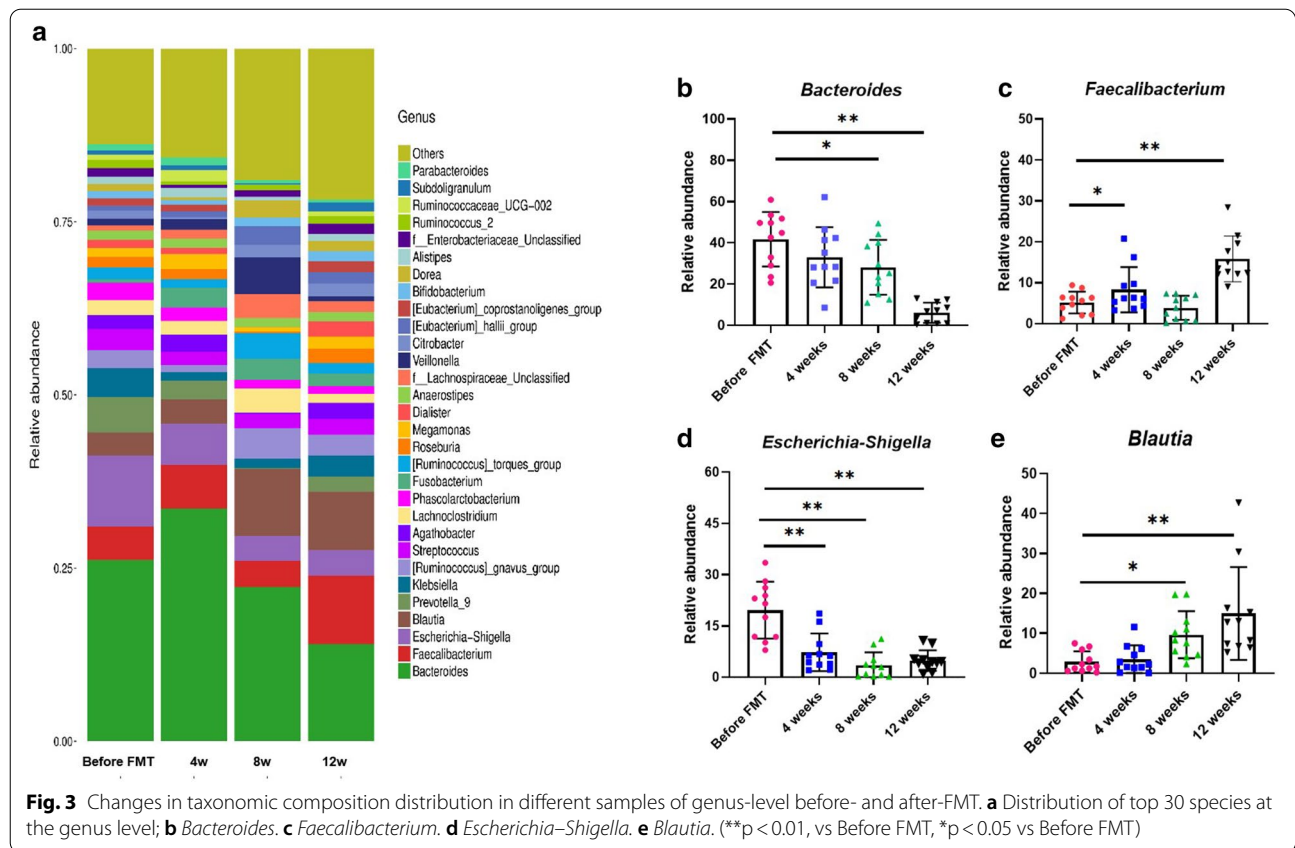 a
1.00
0.75
0.50
0.25
0.00
Relative abundance
Before FMT
4w
8w
12w
Genus
Others
Parabacteroides
Subdoligranulum
Ruminococcaceae_UCG-002
Ruminococcus_2
f__Enterobacteriaceae_Unclassified
Alistipes
Dorea
Bifidobacterium
[Eubacterium]_coprostanoligenes_group
[Eubacterium]_hallii_group
Citrobacter
Veillonella
f__Lachnospiraceae_Unclassified
Anaerostipes
Dialister
Megamonas
Roseburia
[Ruminococcus]_torques_group
Fusobacterium
Phascolarctobacterium
Lachnoclostridium
Agathobacter
Streptococcus
[Ruminococcus]_gnavus_group
Klebsiella
Prevotella_9
Blautia
Escherichia-Shigella
Faecalibacterium
Bacteroides
b
Bacteroides
Relative abundance
100
80
60
40
20
0
**
*
Before FMT
4 weeks
8 weeks
12 weeks
c
Faecalibacterium
Relative abundance
50
40
30
20
10
0
**
*
Before FMT
4 weeks
8 weeks
12 weeks
d
Escherichia-Shigella
Relative abundance
60
45
30
15
0
**
**
**
Before FMT
4 weeks
8 weeks
12 weeks
e
Blautia
Relative abundance
50
40
30
20
10
0
**
*
Before FMT
4 weeks
8 weeks
12 weeks
Fig. 3 Changes in taxonomic composition distribution in different samples of genus-level before- and after-FMT. a Distribution of top 30 species at
the genus level; b Bacteroides. c Faecalibacterium. d Escherichia–Shigella. e Blautia. (**p < 0.01, vs Before FMT, *p < 0.05 vs Before FMT)